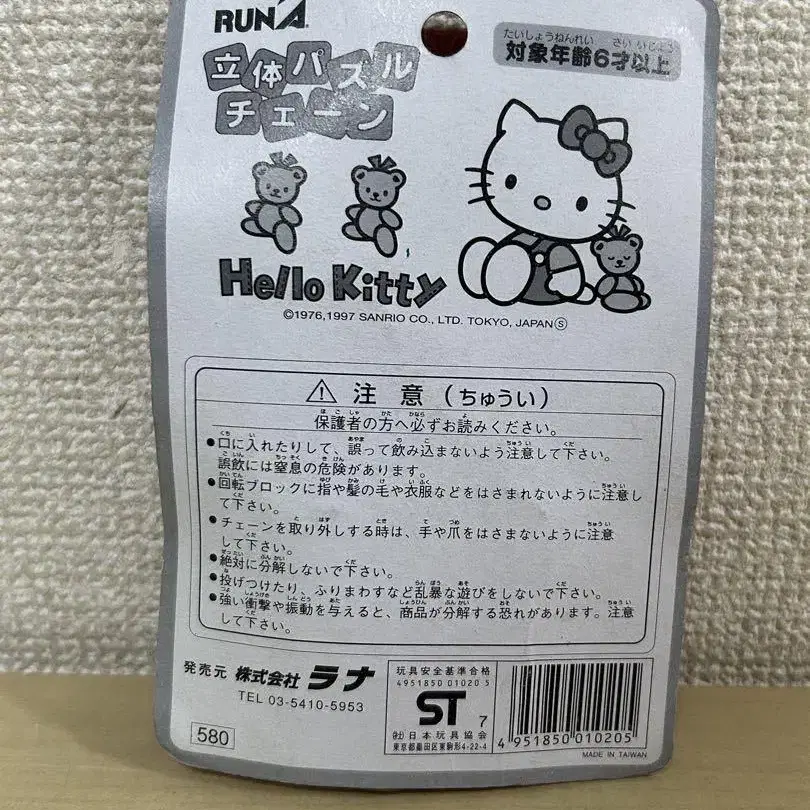 RUNA
たいしょうねんれい さい いじょう
対象年齢6才以上
立体パズル
チェーン
Hello Kitty
©1976,1997 SANRIO CO., LTD. TOKYO, JAPAN Ⓢ
⚠ 注意(ちゅうい)
保護者の方へ必ずお読みください。
●口に入れたりして、誤って飲み込まないよう注意して下さい。
誤飲には窒息の危険があります。
●回転ブロックに指や髪の毛や衣服などをはさまれないように注意し
て下さい。
●チェーンを取り外しする時は、手や爪をはさまないように注意
して下さい。
●絶対に分解しないで下さい。
●投げつけたり、ふりまわすなど乱暴な遊びをしないで下さい。
●強い衝撃や振動を与えると、商品が分解する恐れがあります。注意
して下さい。
発売元 株式会社 ラナ
TEL 03-5410-5953
580
玩具安全基準合格
4951850 01020 5
ST 7
(社)日本玩具協会
東京都墨田区東駒形4-22-4
4 951850 010205
MADE IN TAIWAN